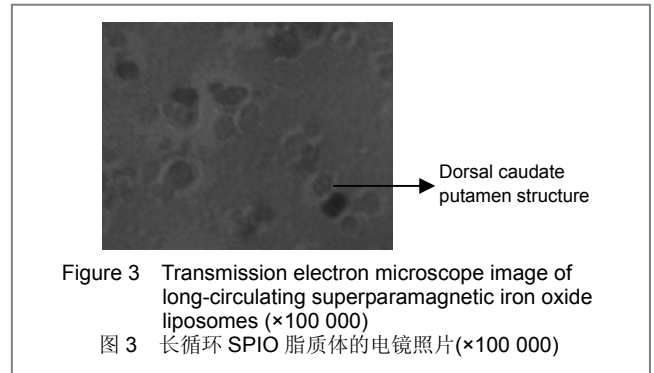 Dorsal caudate
putamen structure
Figure 3 Transmission electron microscope image of
long-circulating superparamagnetic iron oxide
liposomes (×100 000)
图 3 长循环 SPIO 脂质体的电镜照片(×100 000)